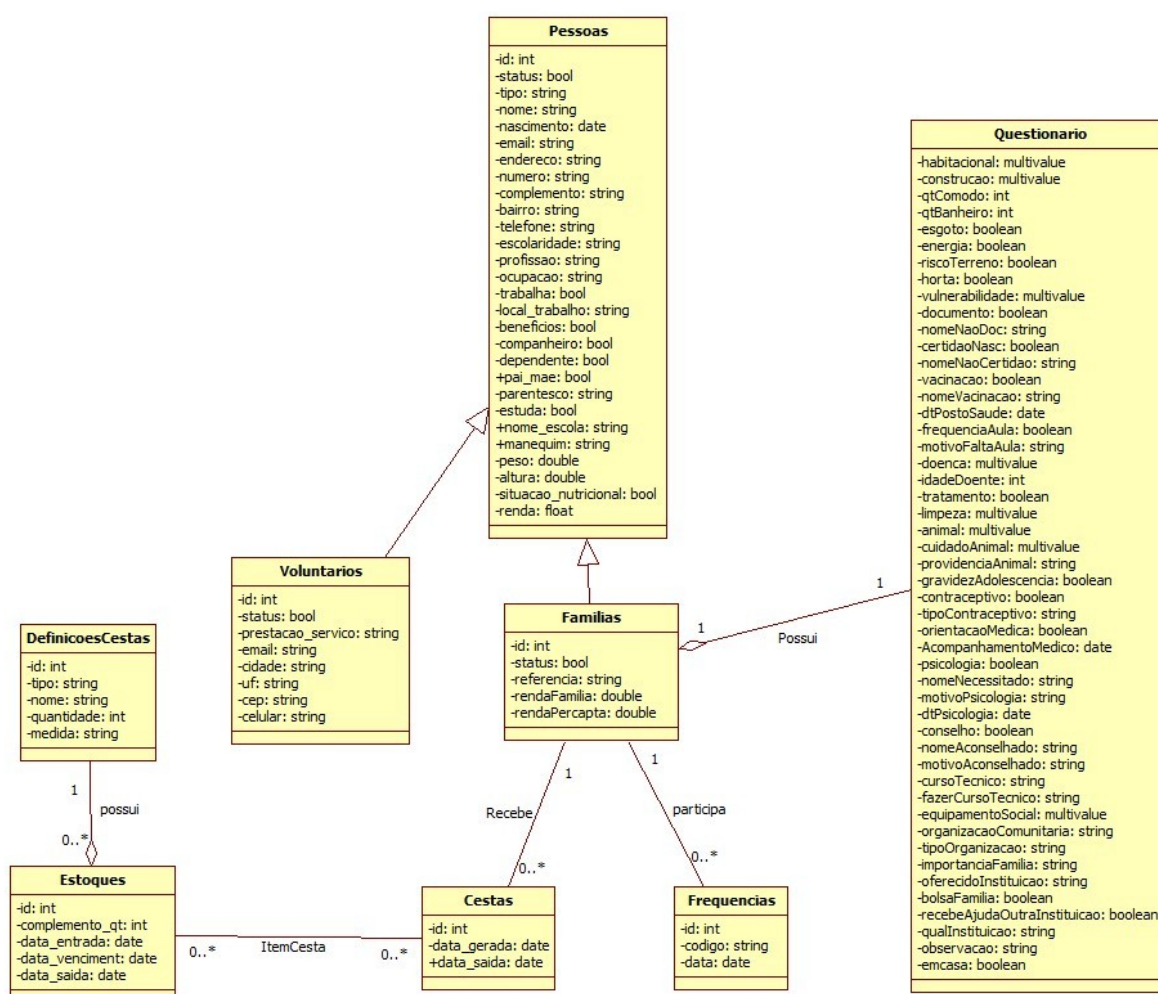 Pessoas
-id: int
-status: bool
-tipo: string
-nome: string
-nascimento: date
-email: string
-endereco: string
-numero: string
-complemento: string
-bairro: string
-telefone: string
-escolaridade: string
-profissao: string
-ocupacao: string
-trabalha: bool
-local_trabalho: string
-beneficios: bool
-companheiro: bool
-dependente: bool
+pai_mae: bool
-parentesco: string
-estuda: bool
+nome_escola: string
+manequim: string
-peso: double
-altura: double
-situacao_nutricional: bool
-renda: float
Questionario
-habitacional: multivalue
-construcao: multivalue
-qtComodo: int
-qtBanheiro: int
-esgoto: boolean
-energia: boolean
-riscoTerreno: boolean
-horta: boolean
-vulnerabilidade: multivalue
-documento: boolean
-nomeNaoDoc: string
-certidaoNasc: boolean
-nomeNaoCertidao: string
-vacinacao: boolean
-nomeVacinacao: string
-dtPostoSaude: date
-frequenciaAula: boolean
-motivoFaltaAula: string
-doenca: multivalue
-idadeDoente: int
-tratamento: boolean
-limpeza: multivalue
-animal: multivalue
-cuidadoAnimal: multivalue
-providenciaAnimal: string
-gravidezAdolescencia: boolean
-contraceptivo: boolean
-tipoContraceptivo: string
-orientacaoMedica: boolean
-AcompanhamentoMedico: date
-psicologia: boolean
-nomeNecessitado: string
-motivoPsicologia: string
-dtPsicologia: date
-conselho: boolean
-nomeAconselhado: string
-motivoAconselhado: string
-cursoTecnico: string
-fazerCursoTecnico: string
-equipamentoSocial: multivalue
-organizacaoComunitaria: string
-tipoOrganizacao: string
-importanciaFamilia: string
-oferecidoInstituicao: string
-bolsaFamilia: boolean
-recebeAjudaOutraInstituicao: boolean
-qualInstituicao: string
-observacao: string
-emcasa: boolean
Voluntarios
-id: int
-status: bool
-prestacao_servico: string
-email: string
-cidade: string
-uf: string
-cep: string
-celular: string
Familias
-id: int
-status: bool
-referencia: string
-rendaFamilia: double
-rendaPercapta: double
1
Possui
1
DefinicoesCestas
-id: int
-tipo: string
-nome: string
-quantidade: int
-medida: string
1
possui
0..*
1
Recebe
0..*
1
participa
0..*
Estoques
-id: int
-complemento_qt: int
-data_entrada: date
-data_venciment: date
-data_saida: date
0..*
ItemCesta
0..*
Cestas
-id: int
-data_gerada: date
+data_saida: date
Frequencias
-id: int
-codigo: string
-data: date